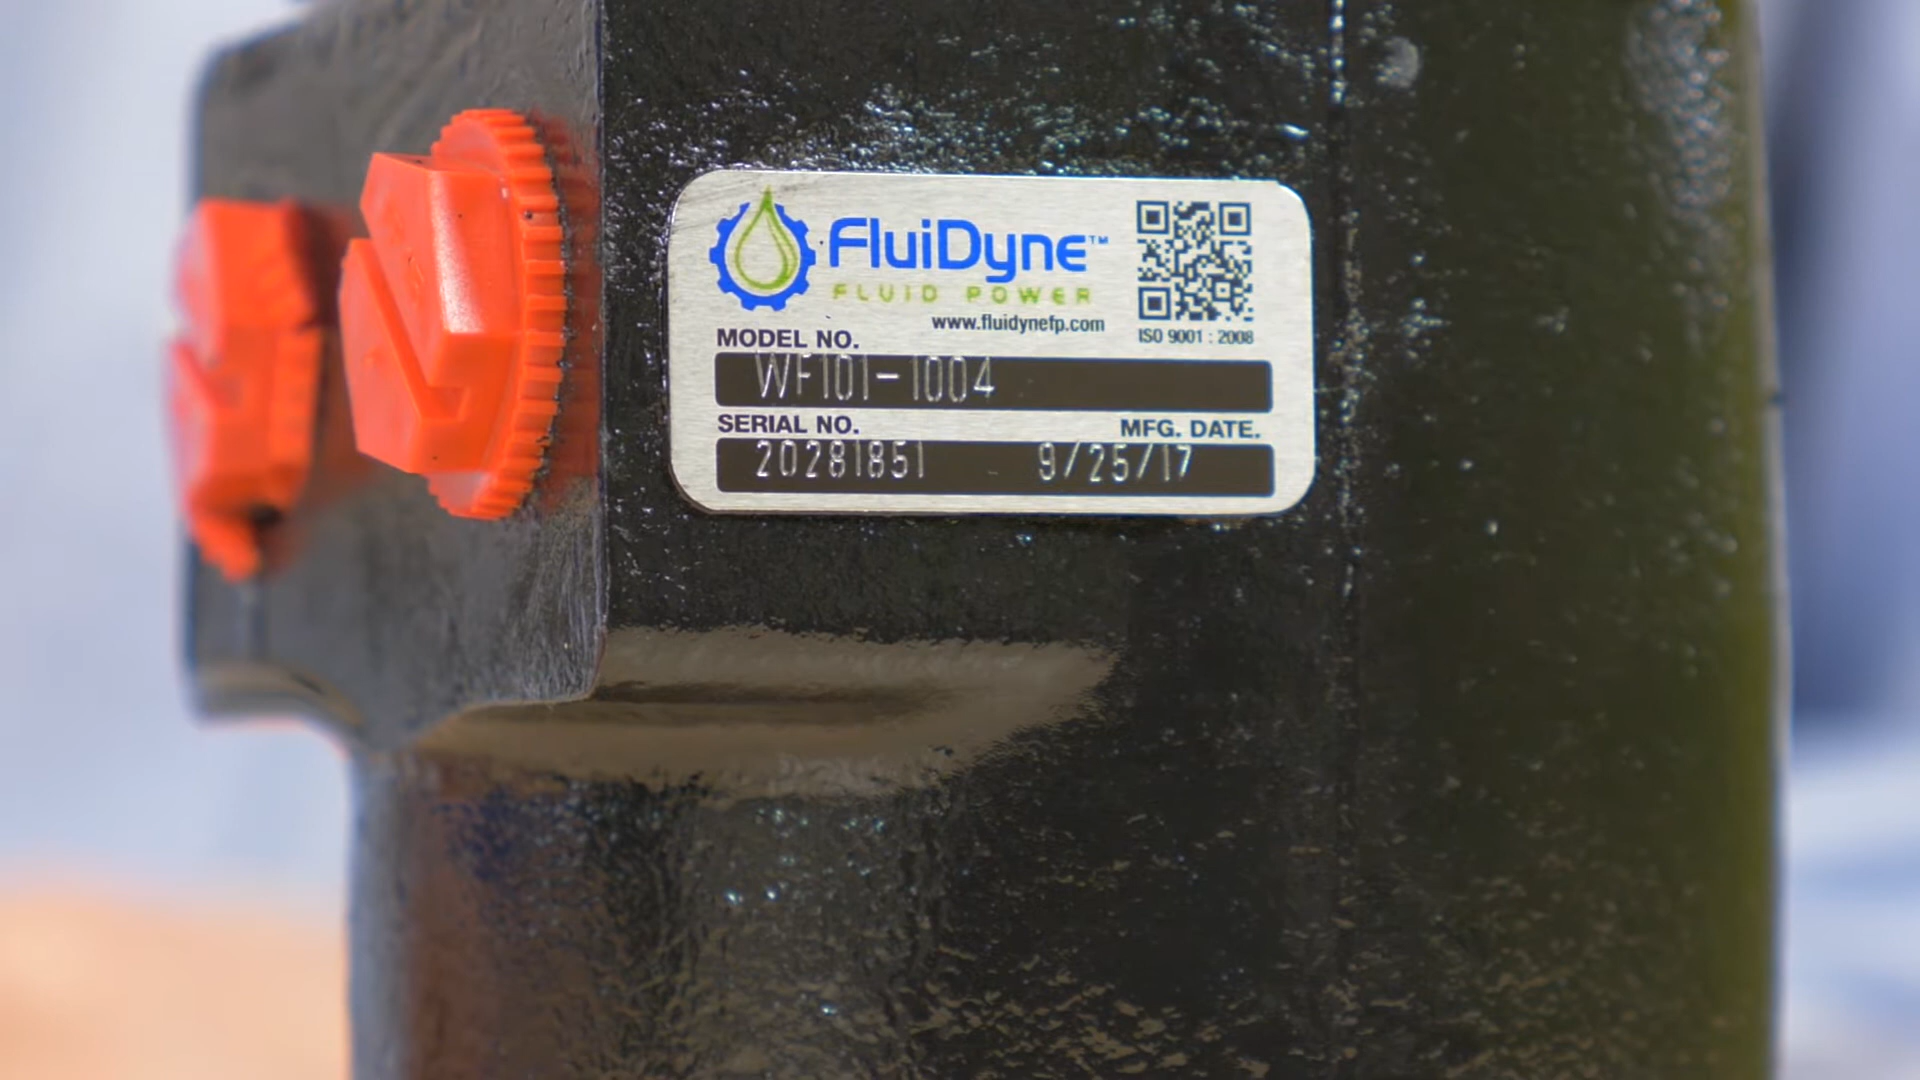 FluiDyne™
FLUID POWER
www.fluidynefp.com
ISO 9001 : 2008
MODEL NO.
WF101-1004
SERIAL NO. MFG. DATE.
20281851 9/25/17